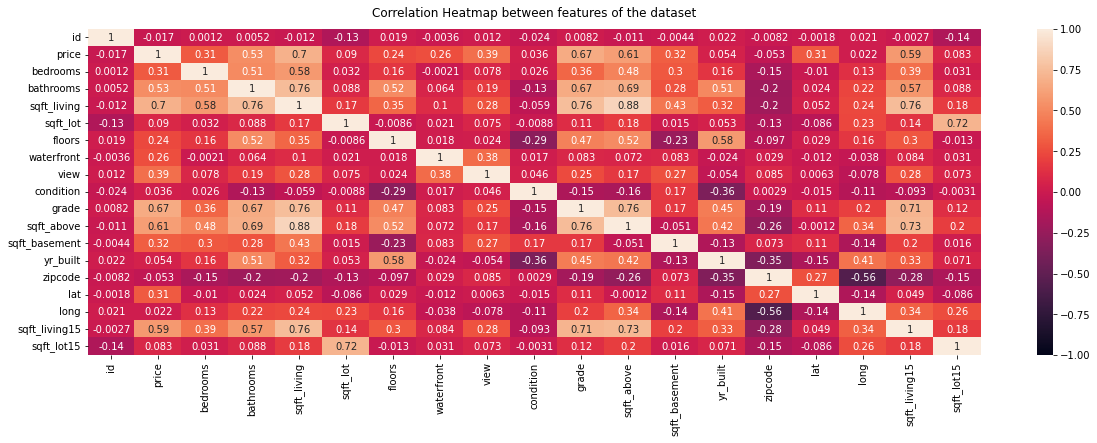 Correlation Heatmap between features of the dataset
id 1 -0.017 0.0012 0.0052 -0.012 -0.13 0.019 -0.0036 0.012 -0.024 0.0082 -0.011 -0.0044 0.022 -0.0082 -0.0018 0.021 -0.0027 -0.14
price -0.017 1 0.31 0.53 0.7 0.09 0.24 0.26 0.39 0.036 0.67 0.61 0.32 0.054 -0.053 0.31 0.022 0.59 0.083
bedrooms 0.0012 0.31 1 0.51 0.58 0.032 0.16 -0.0021 0.078 0.026 0.36 0.48 0.3 0.16 -0.15 -0.01 0.13 0.39 0.031
bathrooms 0.0052 0.53 0.51 1 0.76 0.088 0.52 0.064 0.19 -0.13 0.67 0.69 0.28 0.51 -0.2 0.024 0.22 0.57 0.088
sqft_living -0.012 0.7 0.58 0.76 1 0.17 0.35 0.1 0.28 -0.059 0.76 0.88 0.43 0.32 -0.2 0.052 0.24 0.76 0.18
sqft_lot -0.13 0.09 0.032 0.088 0.17 1 -0.0086 0.021 0.075 -0.0088 0.11 0.18 0.015 0.053 -0.13 -0.086 0.23 0.14 0.72
floors 0.019 0.24 0.16 0.52 0.35 -0.0086 1 0.018 0.024 -0.29 0.47 0.52 -0.23 0.58 -0.097 0.029 0.16 0.3 -0.013
waterfront -0.0036 0.26 -0.0021 0.064 0.1 0.021 0.018 1 0.38 0.017 0.083 0.072 0.083 -0.024 0.029 -0.012 -0.038 0.084 0.031
view 0.012 0.39 0.078 0.19 0.28 0.075 0.024 0.38 1 0.046 0.25 0.17 0.27 -0.054 0.085 0.0063 -0.078 0.28 0.073
condition -0.024 0.036 0.026 -0.13 -0.059 -0.0088 -0.29 0.017 0.046 1 -0.15 -0.16 0.17 -0.36 0.0029 -0.015 -0.11 -0.093 -0.0031
grade 0.0082 0.67 0.36 0.67 0.76 0.11 0.47 0.083 0.25 -0.15 1 0.76 0.17 0.45 -0.19 0.11 0.2 0.71 0.12
sqft_above -0.011 0.61 0.48 0.69 0.88 0.18 0.52 0.072 0.17 -0.16 0.76 1 -0.051 0.42 -0.26 -0.0012 0.34 0.73 0.2
sqft_basement -0.0044 0.32 0.3 0.28 0.43 0.015 -0.23 0.083 0.27 0.17 0.17 -0.051 1 -0.13 0.073 0.11 -0.14 0.2 0.016
yr_built 0.022 0.054 0.16 0.51 0.32 0.053 0.58 -0.024 -0.054 -0.36 0.45 0.42 -0.13 1 -0.35 -0.15 0.41 0.33 0.071
zipcode -0.0082 -0.053 -0.15 -0.2 -0.2 -0.13 -0.097 0.029 0.085 0.0029 -0.19 -0.26 0.073 -0.35 1 0.27 -0.56 -0.28 -0.15
lat -0.0018 0.31 -0.01 0.024 0.052 -0.086 0.029 -0.012 0.0063 -0.015 0.11 -0.0012 0.11 -0.15 0.27 1 -0.14 0.049 -0.086
long 0.021 0.022 0.13 0.22 0.24 0.23 0.16 -0.038 -0.078 -0.11 0.2 0.34 -0.14 0.41 -0.56 -0.14 1 0.34 0.26
sqft_living15 -0.0027 0.59 0.39 0.57 0.76 0.14 0.3 0.084 0.28 -0.093 0.71 0.73 0.2 0.33 -0.28 0.049 0.34 1 0.18
sqft_lot15 -0.14 0.083 0.031 0.088 0.18 0.72 -0.013 0.031 0.073 -0.0031 0.12 0.2 0.016 0.071 -0.15 -0.086 0.26 0.18 1
id price bedrooms bathrooms sqft_living sqft_lot floors waterfront view condition grade sqft_above sqft_basement yr_built zipcode lat long sqft_living15 sqft_lot15
1.00
0.75
0.50
0.25
0.00
−0.25
−0.50
−0.75
−1.00